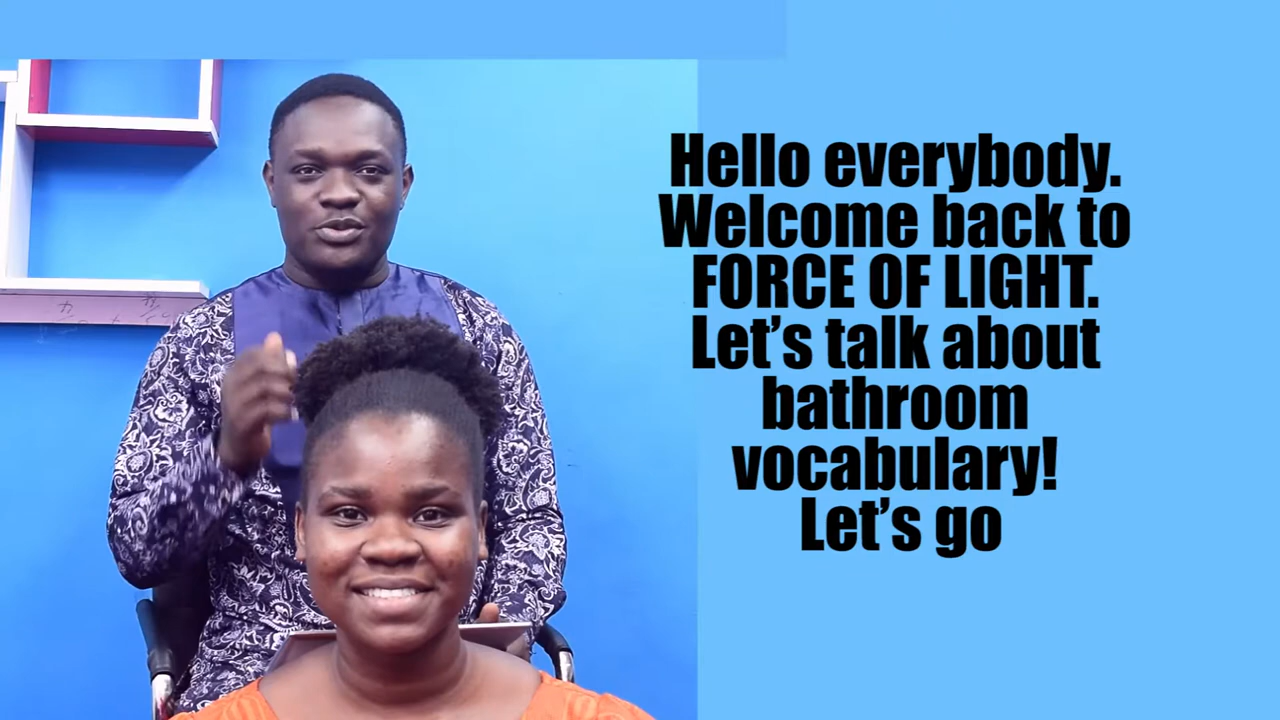 Hello everybody.
Welcome back to
FORCE OF LIGHT.
Let's talk about
bathroom
vocabulary!
Let's go